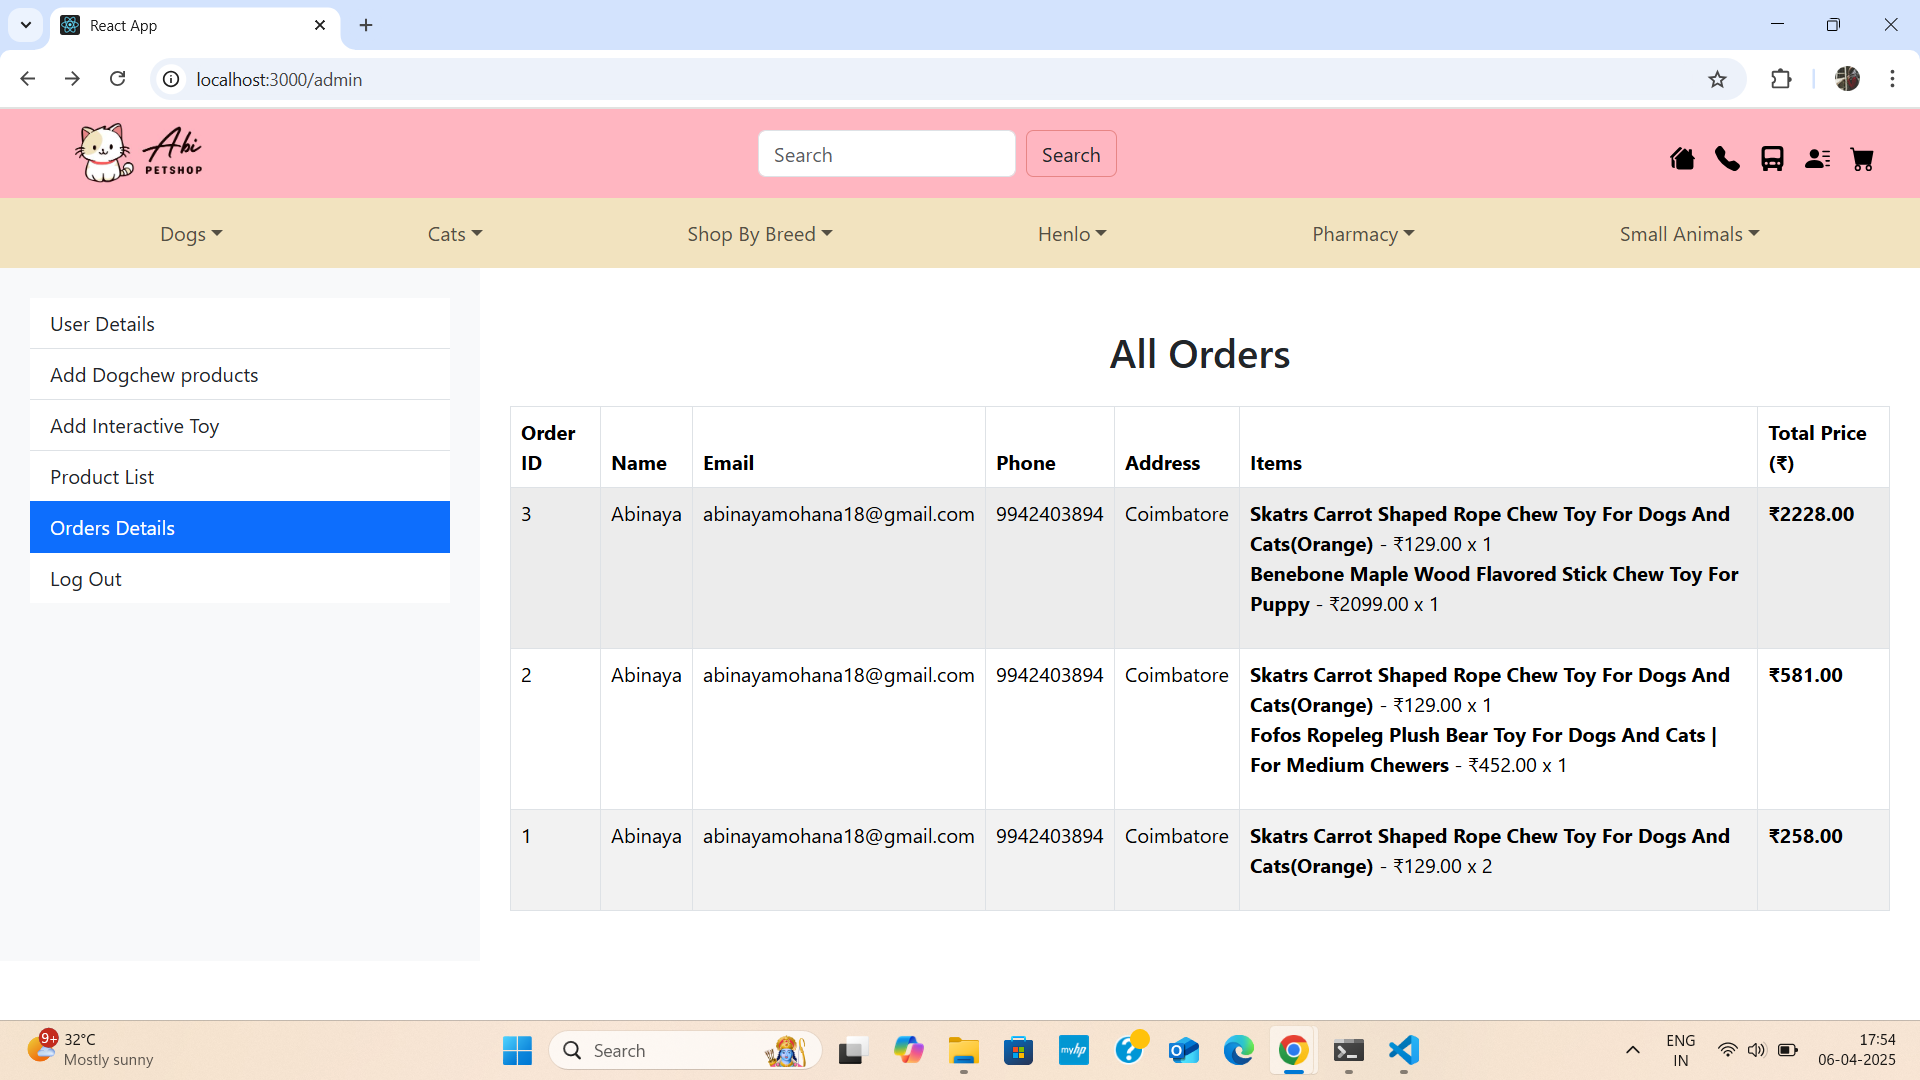 React App
localhost:3000/admin
Abi
PETSHOP
Search
Search
Dogs
Cats
Shop By Breed
Henlo
Pharmacy
Small Animals
User Details
Add Dogchew products
Add Interactive Toy
Product List
Orders Details
Log Out
All Orders
Order
ID
Name
Email
Phone
Address
Items
Total Price
(₹)
3
Abinaya
abinayamohana18@gmail.com
9942403894
Coimbatore
Skatrs Carrot Shaped Rope Chew Toy For Dogs And
Cats(Orange) - ₹129.00 x 1
Benebone Maple Wood Flavored Stick Chew Toy For
Puppy - ₹2099.00 x 1
₹2228.00
2
Abinaya
abinayamohana18@gmail.com
9942403894
Coimbatore
Skatrs Carrot Shaped Rope Chew Toy For Dogs And
Cats(Orange) - ₹129.00 x 1
Fofos Ropeleg Plush Bear Toy For Dogs And Cats |
For Medium Chewers - ₹452.00 x 1
₹581.00
1
Abinaya
abinayamohana18@gmail.com
9942403894
Coimbatore
Skatrs Carrot Shaped Rope Chew Toy For Dogs And
Cats(Orange) - ₹129.00 x 2
₹258.00
9+
32°C
Mostly sunny
Search
myhp
ENG
IN
17:54
06-04-2025